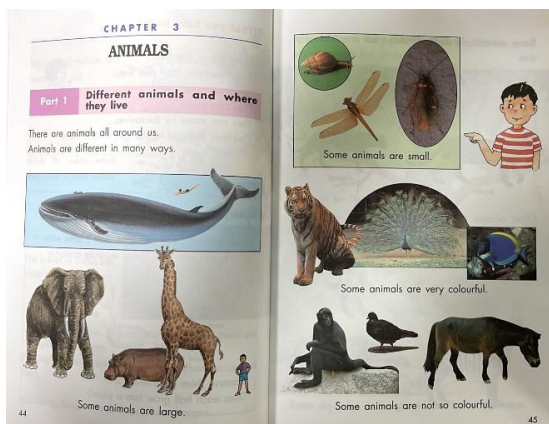 CHAPTER 3
ANIMALS
Part 1
Different animals and where
they live
There are animals all around us.
Animals are different in many ways.
Some animals are large.
44
Some animals are small.
Some animals are very colourful.
Some animals are not so colourful.
45